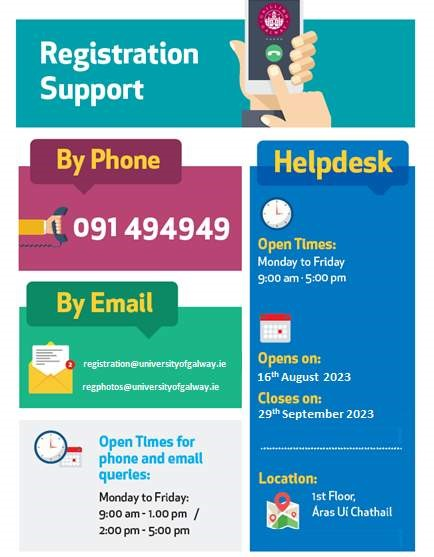 Registration
Support
By Phone
091 494949
By Email
registration@universityofgalway.ie
regphotos@universityofgalway.ie
2
Open Times for
phone and email
queries:
Monday to Friday:
9:00 am - 1.00 pm /
2:00 pm - 5:00 pm
Helpdesk
Open Times:
Monday to Friday
9:00 am - 5:00 pm
Opens on:
16th August 2023
Closes on:
29th September 2023
Location:
1st Floor,
Áras Uí Chathail